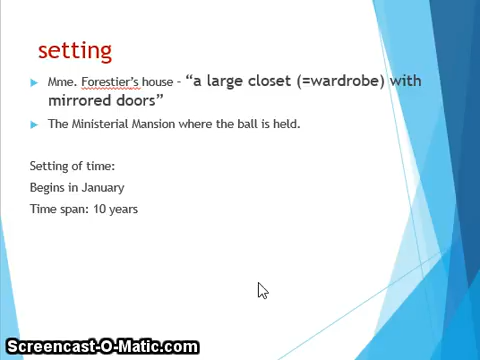 setting
Mme. Forestier's house – “a large closet (=wardrobe) with
mirrored doors”
The Ministerial Mansion where the ball is held.
Setting of time:
Begins in January
Time span: 10 years
Screencast-O-Matic.com